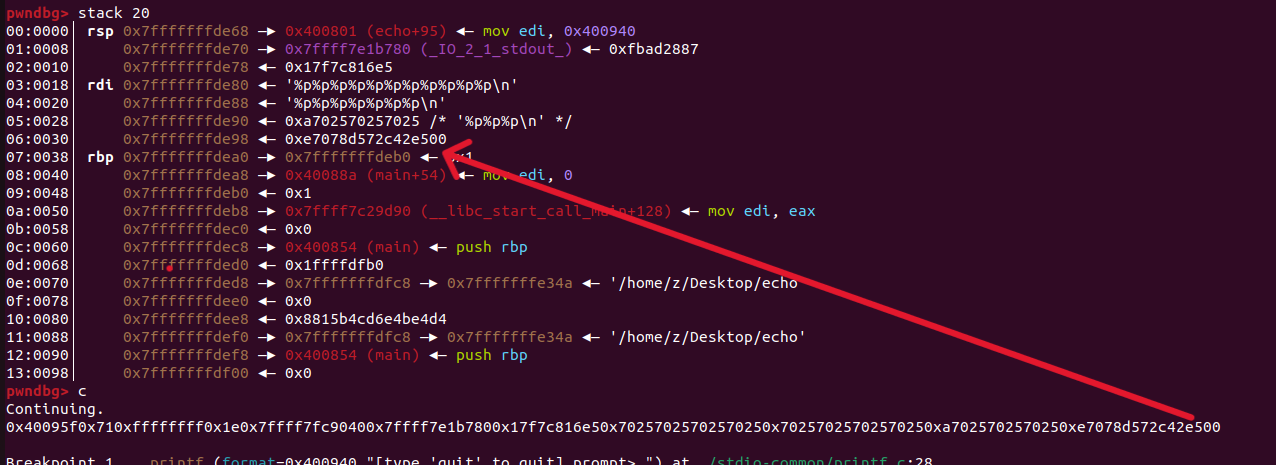 pwndbg> stack 20
00:0000│ rsp 0x7fffffffde68 —▸ 0x400801 (echo+95) ◂— mov edi, 0x400940
01:0008│     0x7fffffffde70 —▸ 0x7ffff7e1b780 (_IO_2_1_stdout_) ◂— 0xfbad2887
02:0010│     0x7fffffffde78 ◂— 0x17f7c816e5
03:0018│ rdi 0x7fffffffde80 ◂— '%p%p%p%p%p%p%p%p%p%p%p\n'
04:0020│     0x7fffffffde88 ◂— '%p%p%p%p%p%p%p\n'
05:0028│     0x7fffffffde90 ◂— 0xa702570257025 /* '%p%p%p\n' */
06:0030│     0x7fffffffde98 ◂— 0xe7078d572c42e500
07:0038│ rbp 0x7fffffffdea0 —▸ 0x7fffffffdeb0 ◂— 0x1
08:0040│     0x7fffffffdea8 —▸ 0x40088a (main+54) ◂— mov edi, 0
09:0048│     0x7fffffffdeb0 ◂— 0x1
0a:0050│     0x7fffffffdeb8 —▸ 0x7ffff7c29d90 (__libc_start_call_main+128) ◂— mov edi, eax
0b:0058│     0x7fffffffdec0 ◂— 0x0
0c:0060│     0x7fffffffdec8 —▸ 0x400854 (main) ◂— push rbp
0d:0068│     0x7fffffffded0 ◂— 0x1ffffdfb0
0e:0070│     0x7fffffffded8 —▸ 0x7fffffffdfc8 —▸ 0x7fffffffe34a ◂— '/home/z/Desktop/echo'
0f:0078│     0x7fffffffdee0 ◂— 0x0
10:0080│     0x7fffffffdee8 ◂— 0x8815b4cd6e4be4d4
11:0088│     0x7fffffffdef0 —▸ 0x7fffffffdfc8 —▸ 0x7fffffffe34a ◂— '/home/z/Desktop/echo'
12:0090│     0x7fffffffdef8 —▸ 0x400854 (main) ◂— push rbp
13:0098│     0x7fffffffdf00 ◂— 0x0
pwndbg> c
Continuing.
0x40095f0x710xffffffff0x1e0x7ffff7fc90400x7ffff7e1b7800x17f7c816e50x70257025702570250x70257025702570250xa7025702570250xe7078d572c42e500
Breakpoint 1, printf (format=0x400940 "[type 'quit' to quit] prompt> ") at ./stdio-common/printf.c:28